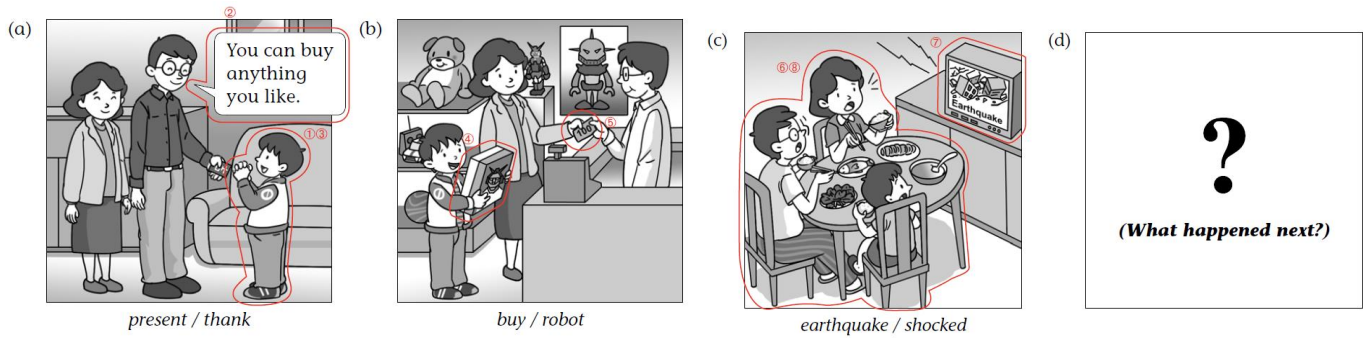 (a)
②
You can buy
anything
you like.
①③
present / thank
(b)
④
⑤
buy / robot
(c)
⑥⑧
⑦
Earthquake
earthquake / shocked
(d)
?
(What happened next?)